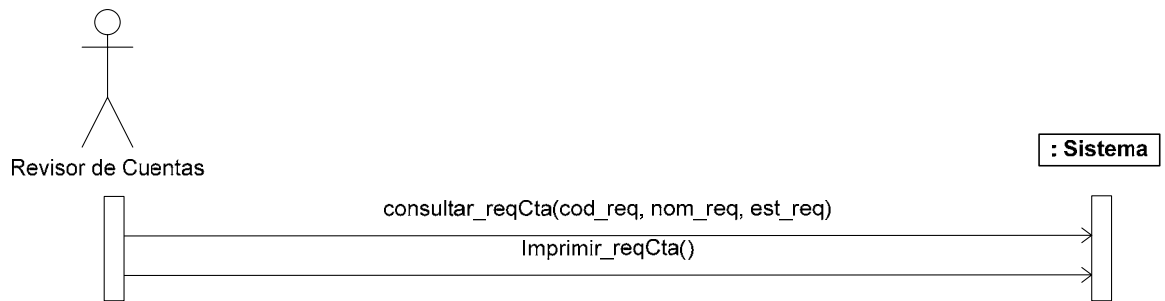 Revisor de Cuentas
: Sistema
consultar_reqCta(cod_req, nom_req, est_req)
Imprimir_reqCta()